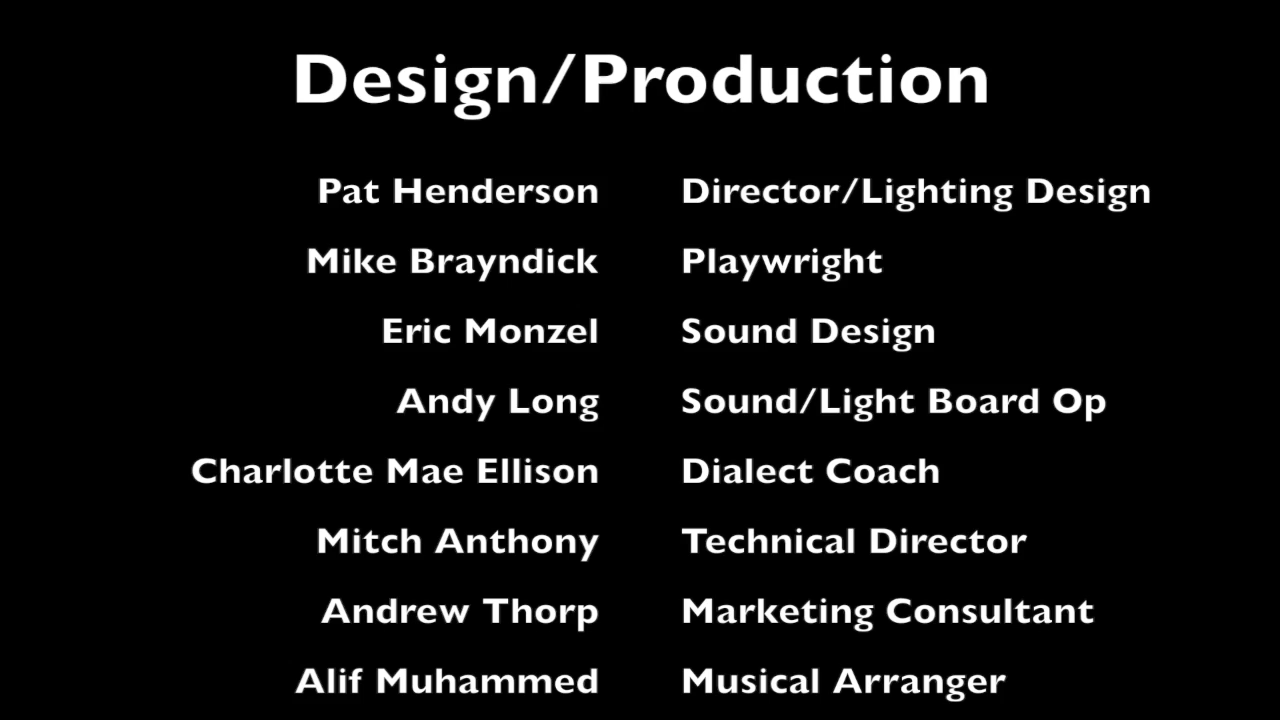 Design/Production
Pat Henderson Director/Lighting Design
Mike Brayndick Playwright
Eric Monzel Sound Design
Andy Long Sound/Light Board Op
Charlotte Mae Ellison Dialect Coach
Mitch Anthony Technical Director
Andrew Thorp Marketing Consultant
Alif Muhammed Musical Arranger